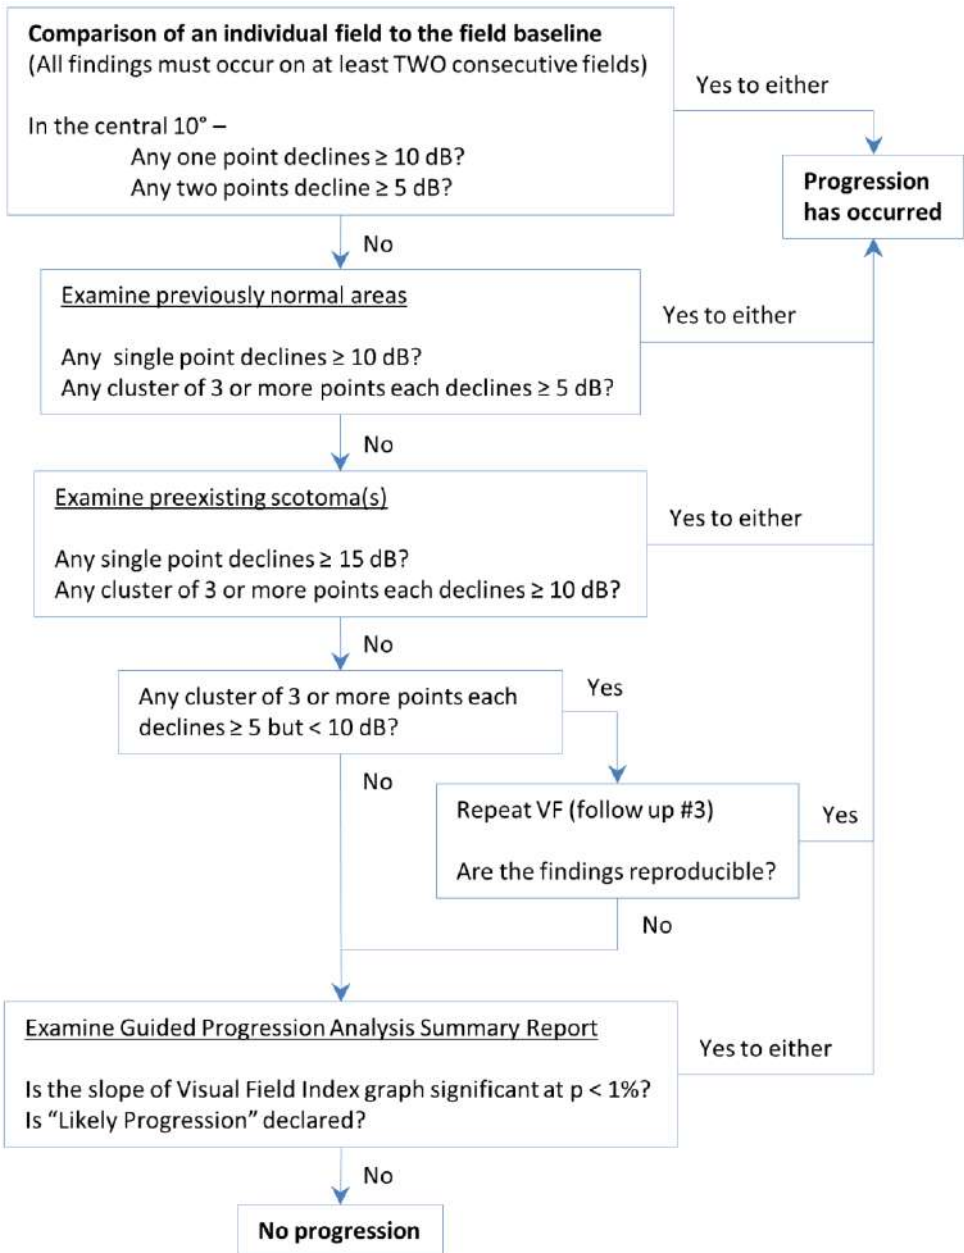 Comparison of an individual field to the field baseline
(All findings must occur on at least TWO consecutive fields)
In the central 10° –
Any one point declines ≥ 10 dB?
Any two points decline ≥ 5 dB?
Yes to either
Progression
has occurred
No
Examine previously normal areas
Any single point declines ≥ 10 dB?
Any cluster of 3 or more points each declines ≥ 5 dB?
Yes to either
No
Examine preexisting scotoma(s)
Any single point declines ≥ 15 dB?
Any cluster of 3 or more points each declines ≥ 10 dB?
Yes to either
No
Any cluster of 3 or more points each
declines ≥ 5 but < 10 dB?
Yes
No
Repeat VF (follow up #3)
Are the findings reproducible?
Yes
No
Examine Guided Progression Analysis Summary Report
Is the slope of Visual Field Index graph significant at p < 1%?
Is “Likely Progression” declared?
Yes to either
No
No progression